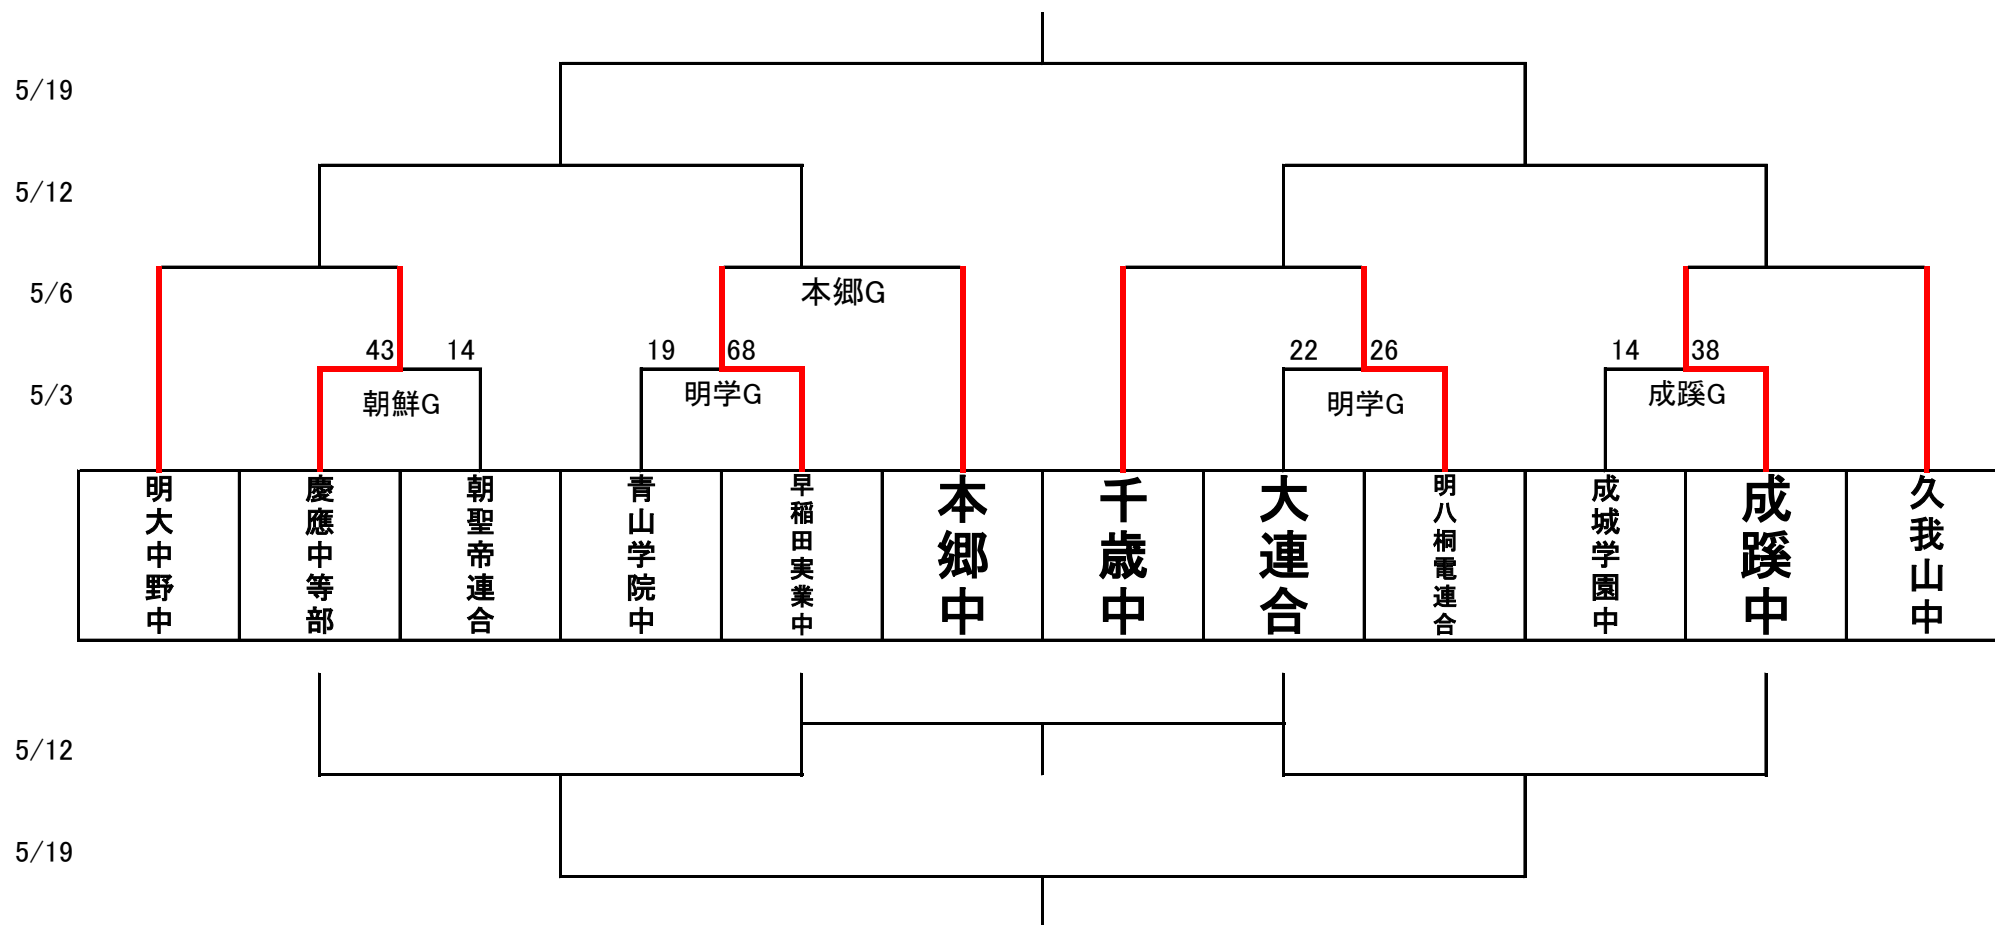 5/19
5/12
5/6
本郷G
43 14 19 68 22 26 14 38
5/3
朝鮮G 明学G 明学G 成蹊G
明大中野中
慶應中等部
朝聖帝連合
青山学院中
早稲田実業中
本郷中
千歳中
大連合
明八桐電連合
成城学園中
成蹊中
久我山中
5/12
5/19